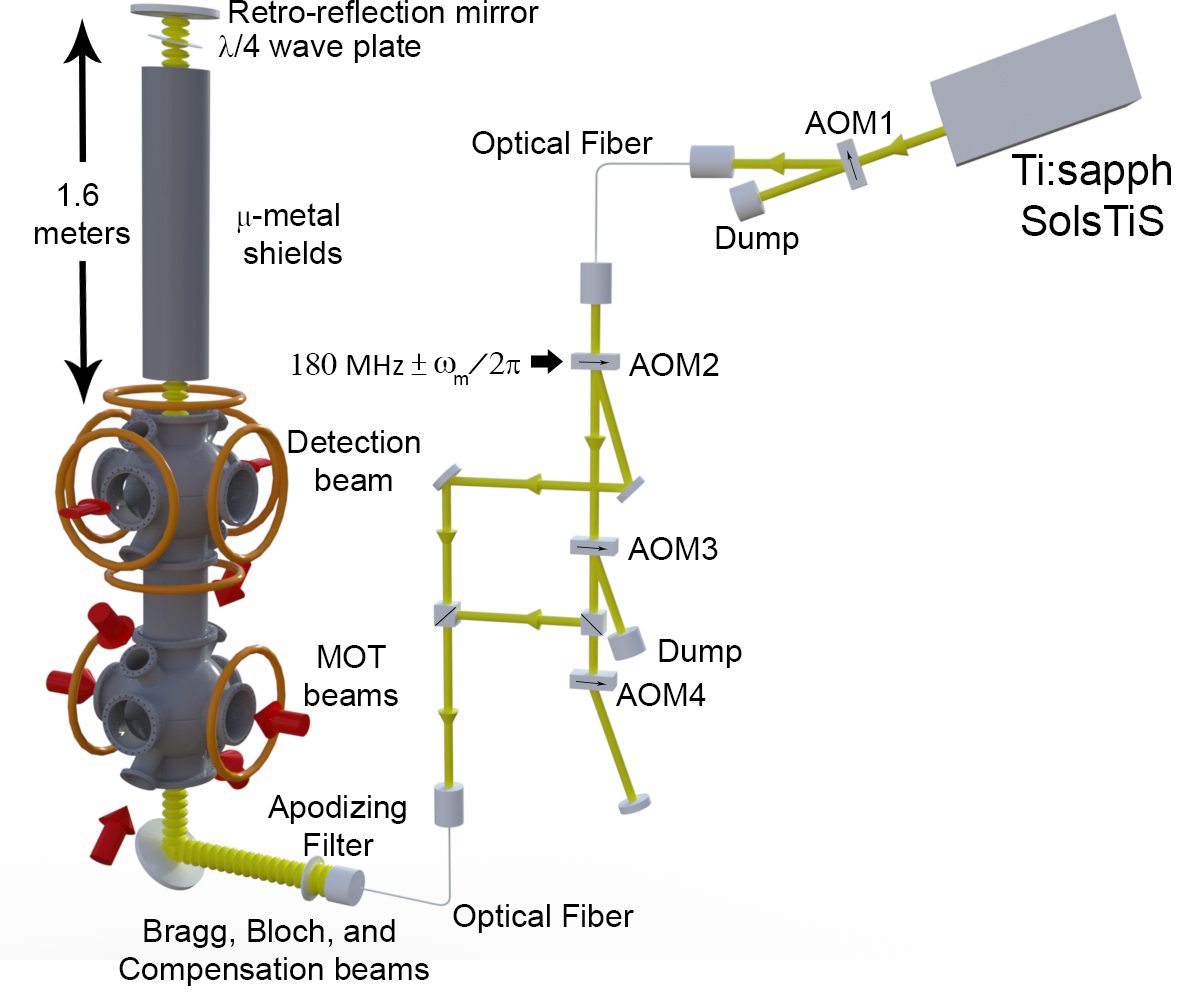 Retro-reflection mirror
λ/4 wave plate
1.6
meters
μ-metal
shields
Optical Fiber
AOM1
Dump
Ti:sapph
SolsTiS
180 MHz ± ωm/2π
AOM2
Detection
beam
AOM3
Dump
AOM4
MOT
beams
Apodizing
Filter
Optical Fiber
Bragg, Bloch, and
Compensation beams